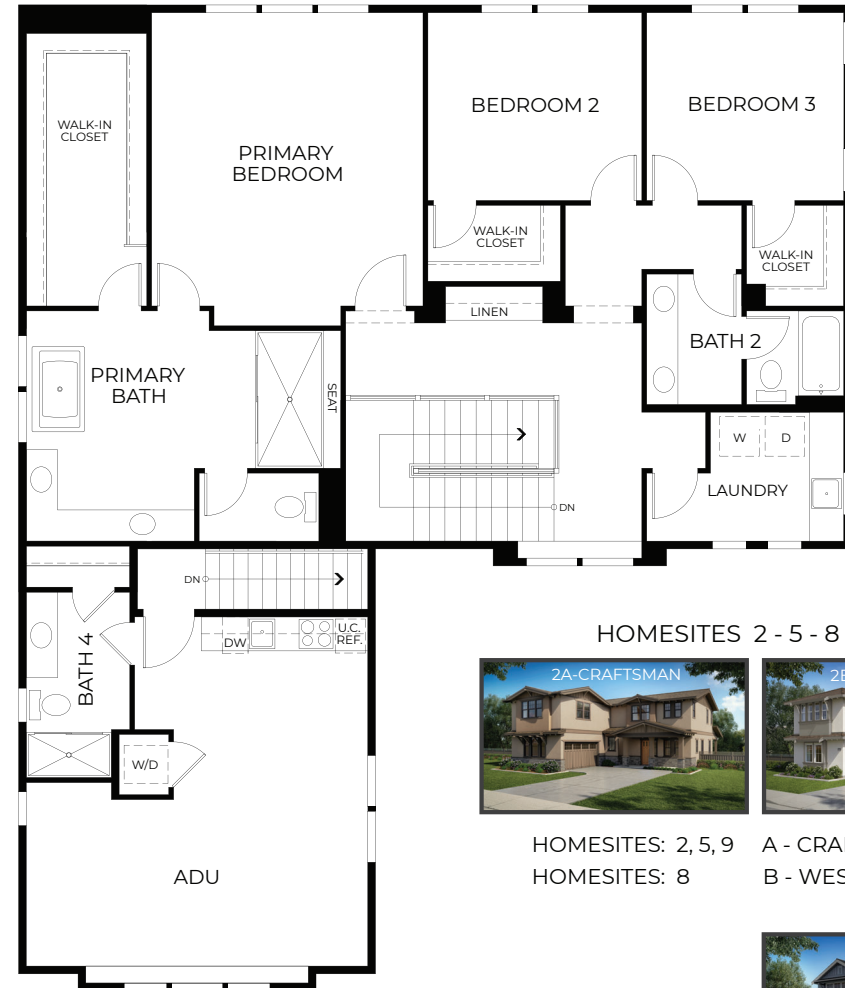 WALK-IN
CLOSET
PRIMARY
BEDROOM
BEDROOM 2
BEDROOM 3
WALK-IN
CLOSET
WALK-IN
CLOSET
LINEN
BATH 2
PRIMARY
BATH
SEAT
W
D
LAUNDRY
DN
DN
DW
U.C.
REF.
BATH 4
W/D
ADU
HOMESITES 2 - 5 - 8
2A-CRAFTSMAN
HOMESITES: 2, 5, 9
HOMESITES: 8
A -
B -